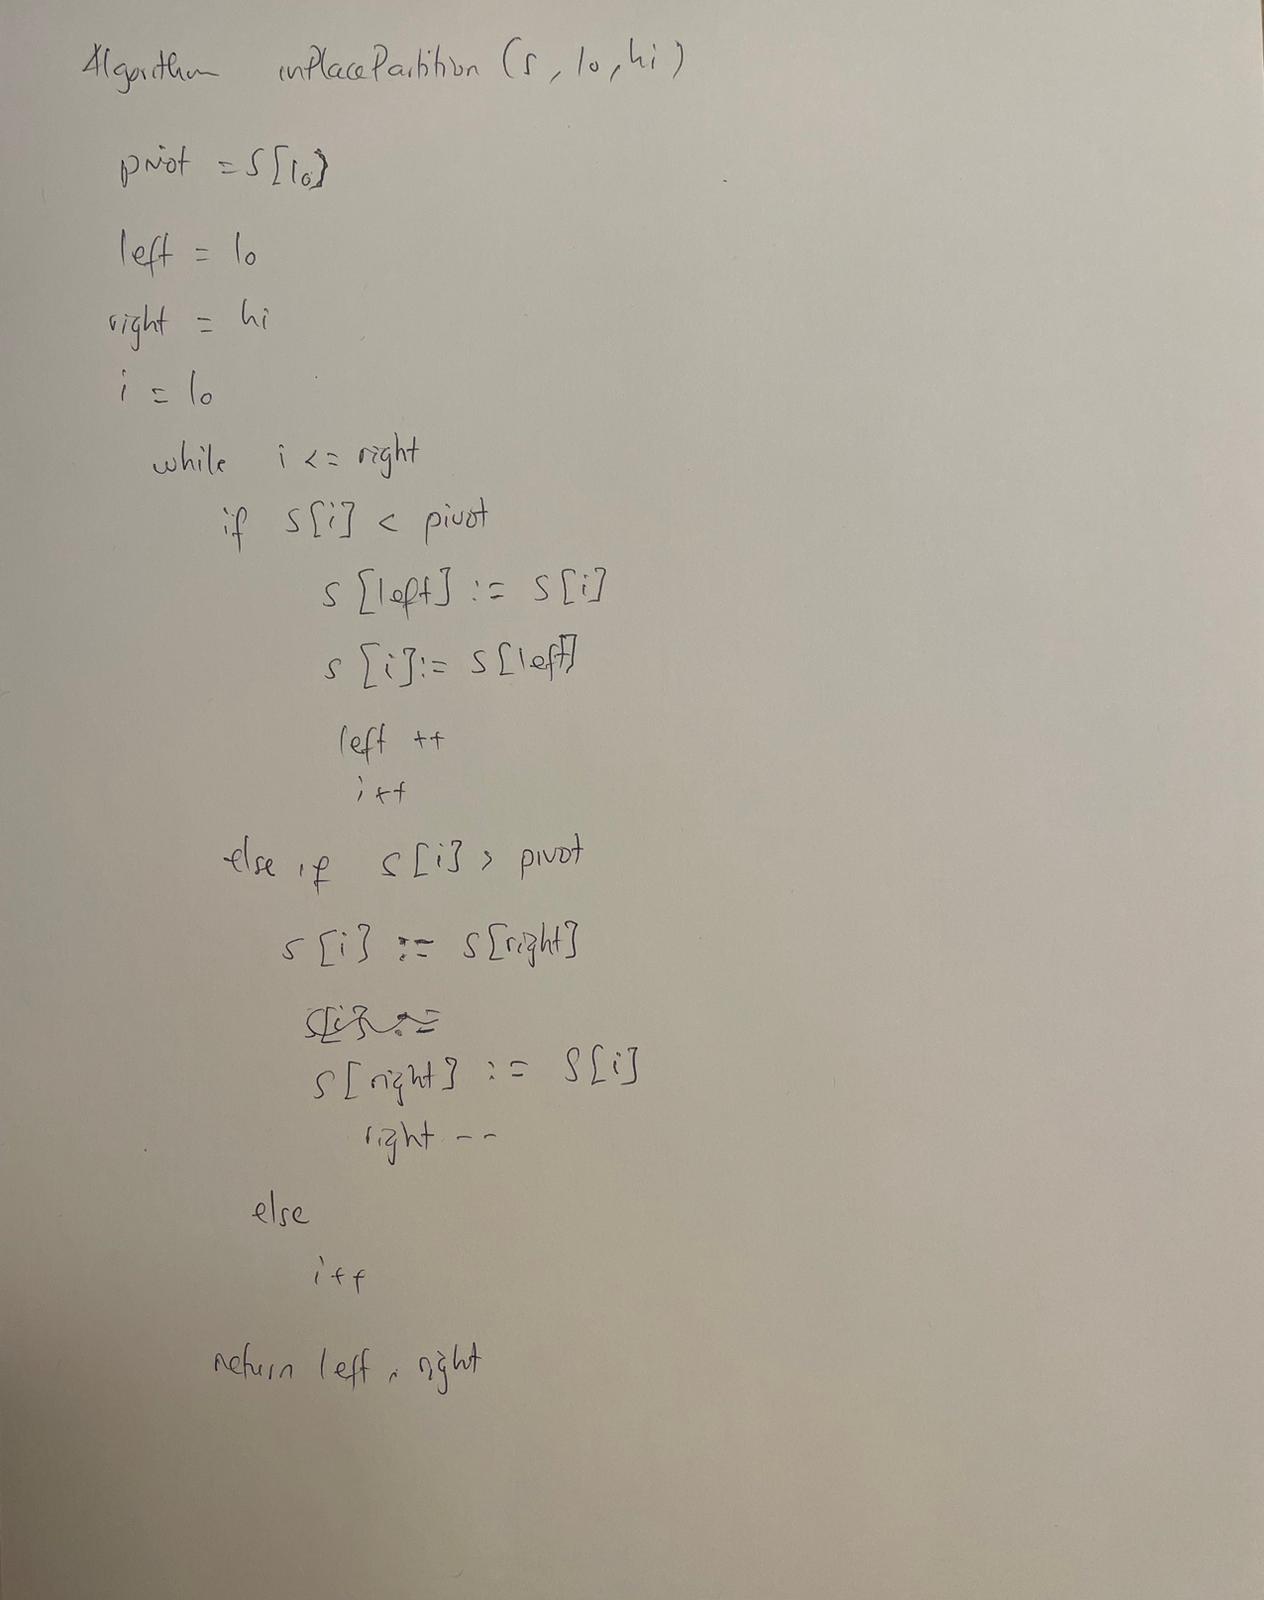 Algorithm inPlacePartition (S, lo, hi)
pivot = S[lo]
left = lo
right = hi
i = lo
while i <= right
if S[i] < pivot
S [left] := S[i]
S [i] := S[left]
left ++
i++
else if S[i] > pivot
S [i] := S[right]
S[right] := S[i]
right --
else
i++
return left, right